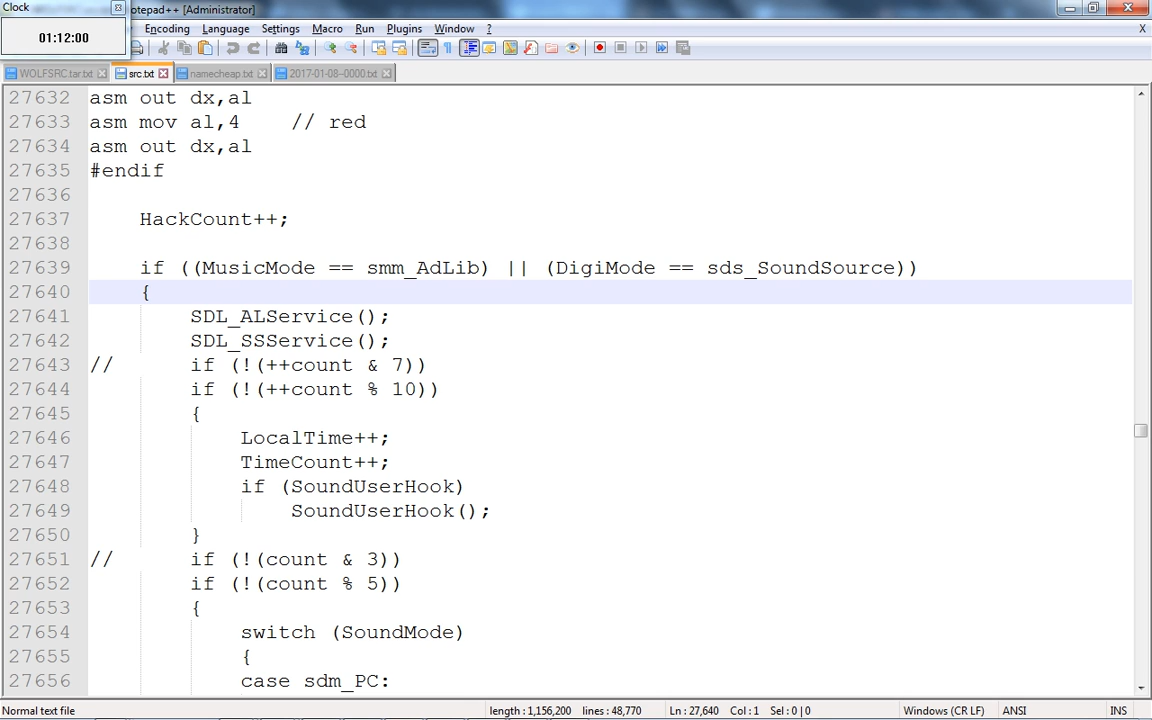 Clock
otepad++ [Administrator]
01:12:00
Encoding Language Settings Macro Run Plugins Window ? X
WOLFSRC.tar.txt src.txt namecheap.txt 2017-01-08--0000.txt
27632 asm out dx,al
27633 asm mov al,4 // red
27634 asm out dx,al
27635 #endif
27636
27637 HackCount++;
27638
27639 if ((MusicMode == smm_AdLib) || (DigiMode == sds_SoundSource))
27640 {
27641 SDL_ALService();
27642 SDL_SSService();
27643 // if (!(++count & 7))
27644 if (!(++count % 10))
27645 {
27646 LocalTime++;
27647 TimeCount++;
27648 if (SoundUserHook)
27649 SoundUserHook();
27650 }
27651 // if (!(count & 3))
27652 if (!(count % 5))
27653 {
27654 switch (SoundMode)
27655 {
27656 case sdm_PC:
Normal text file length : 1,156,200 lines : 48,770 Ln : 27,640 Col : 1 Sel : 0 | 0 Windows (CR LF) ANSI INS